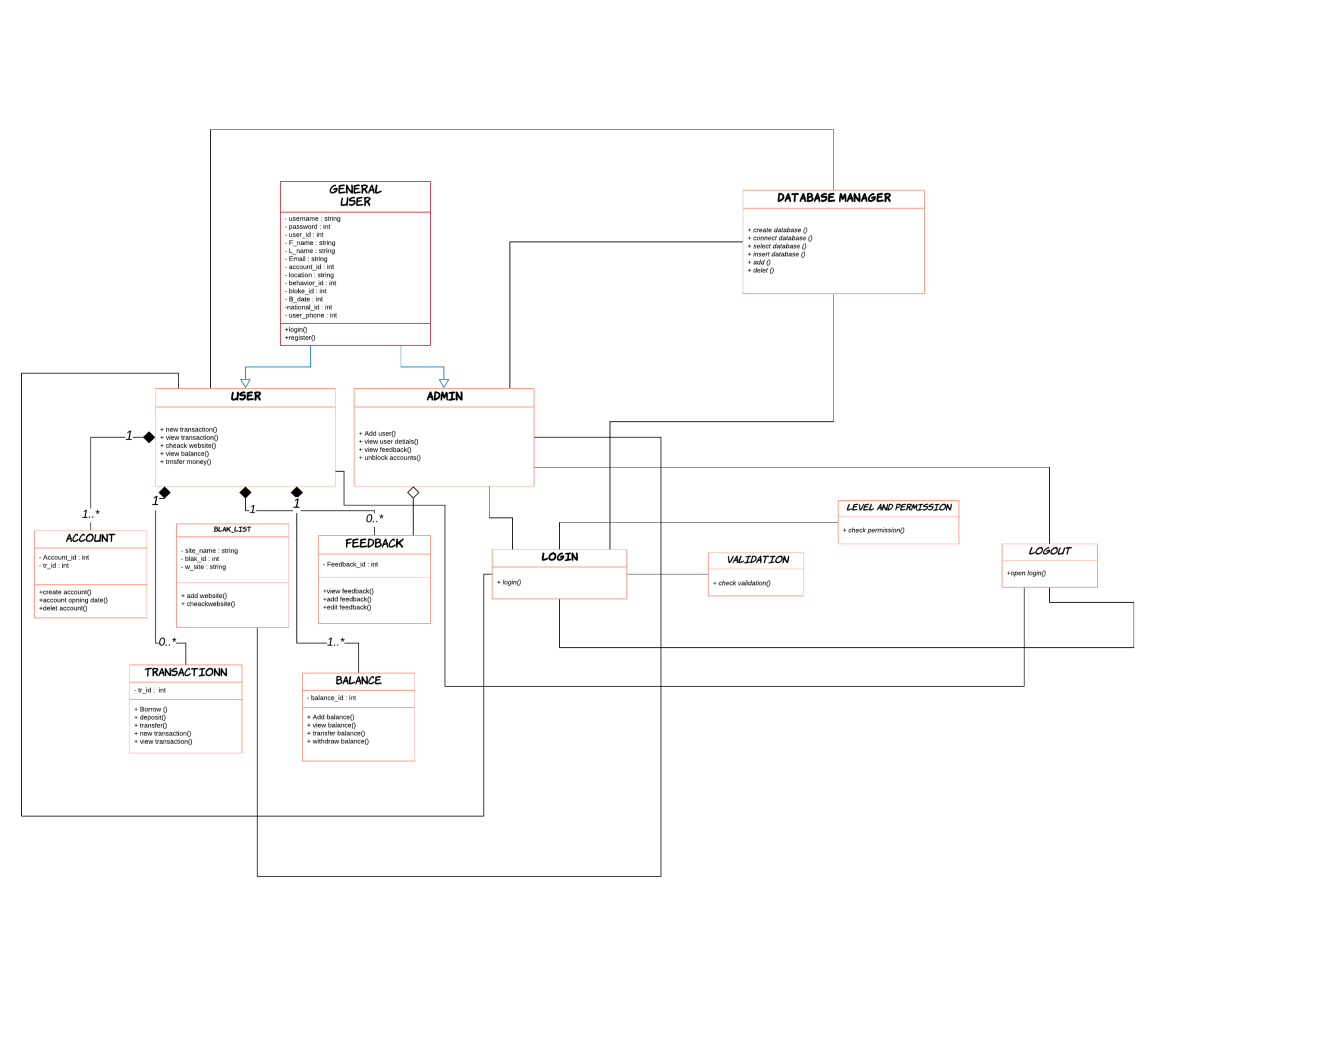 GENERAL
USER
- username : string
- password : int
- user_id : int
- F_name : string
- L_name : string
- Email : string
- account_id : int
- location : string
- behavior_id : int
- bloke_id : int
- B_date : int
-national_id : int
- user_phone : int
+login()
+register()
DATABASE MANAGER
+ create database ()
+ connect database ()
+ select database ()
+ insert database ()
+ add ()
+ delet ()
USER
+ new transaction()
+ view transaction()
+ cheack website()
+ view balance()
+ trnsfer money()
ADMIN
+ Add user()
+ view user detials()
+ view feedback()
+ unblock accounts()
1
1..*
1
1
1
0..*
ACCOUNT
- Account_id : int
- tr_id : int
+create account()
+account opning date()
+delet account()
BLAK_LIST
- site_name : string
- blak_id : int
- w_site : string
+ add website()
+ cheackwebsite()
FEEDBACK
- Feedback_id : int
+view feedback()
+add feedback()
+edit feedback()
LOGIN
+ login()
LEVEL AND PERMISSION
+ check permission()
VALIDATION
+ check validation()
LOGOUT
+open login()
0..*
1..*
TRANSACTIONN
- tr_id : int
+ Borrow ()
+ deposit()
+ transfer()
+ new transaction()
+ view transaction()
BALANCE
- balance_id : int
+ Add balance()
+ view balance()
+ transfer balance()
+ withdraw balance()